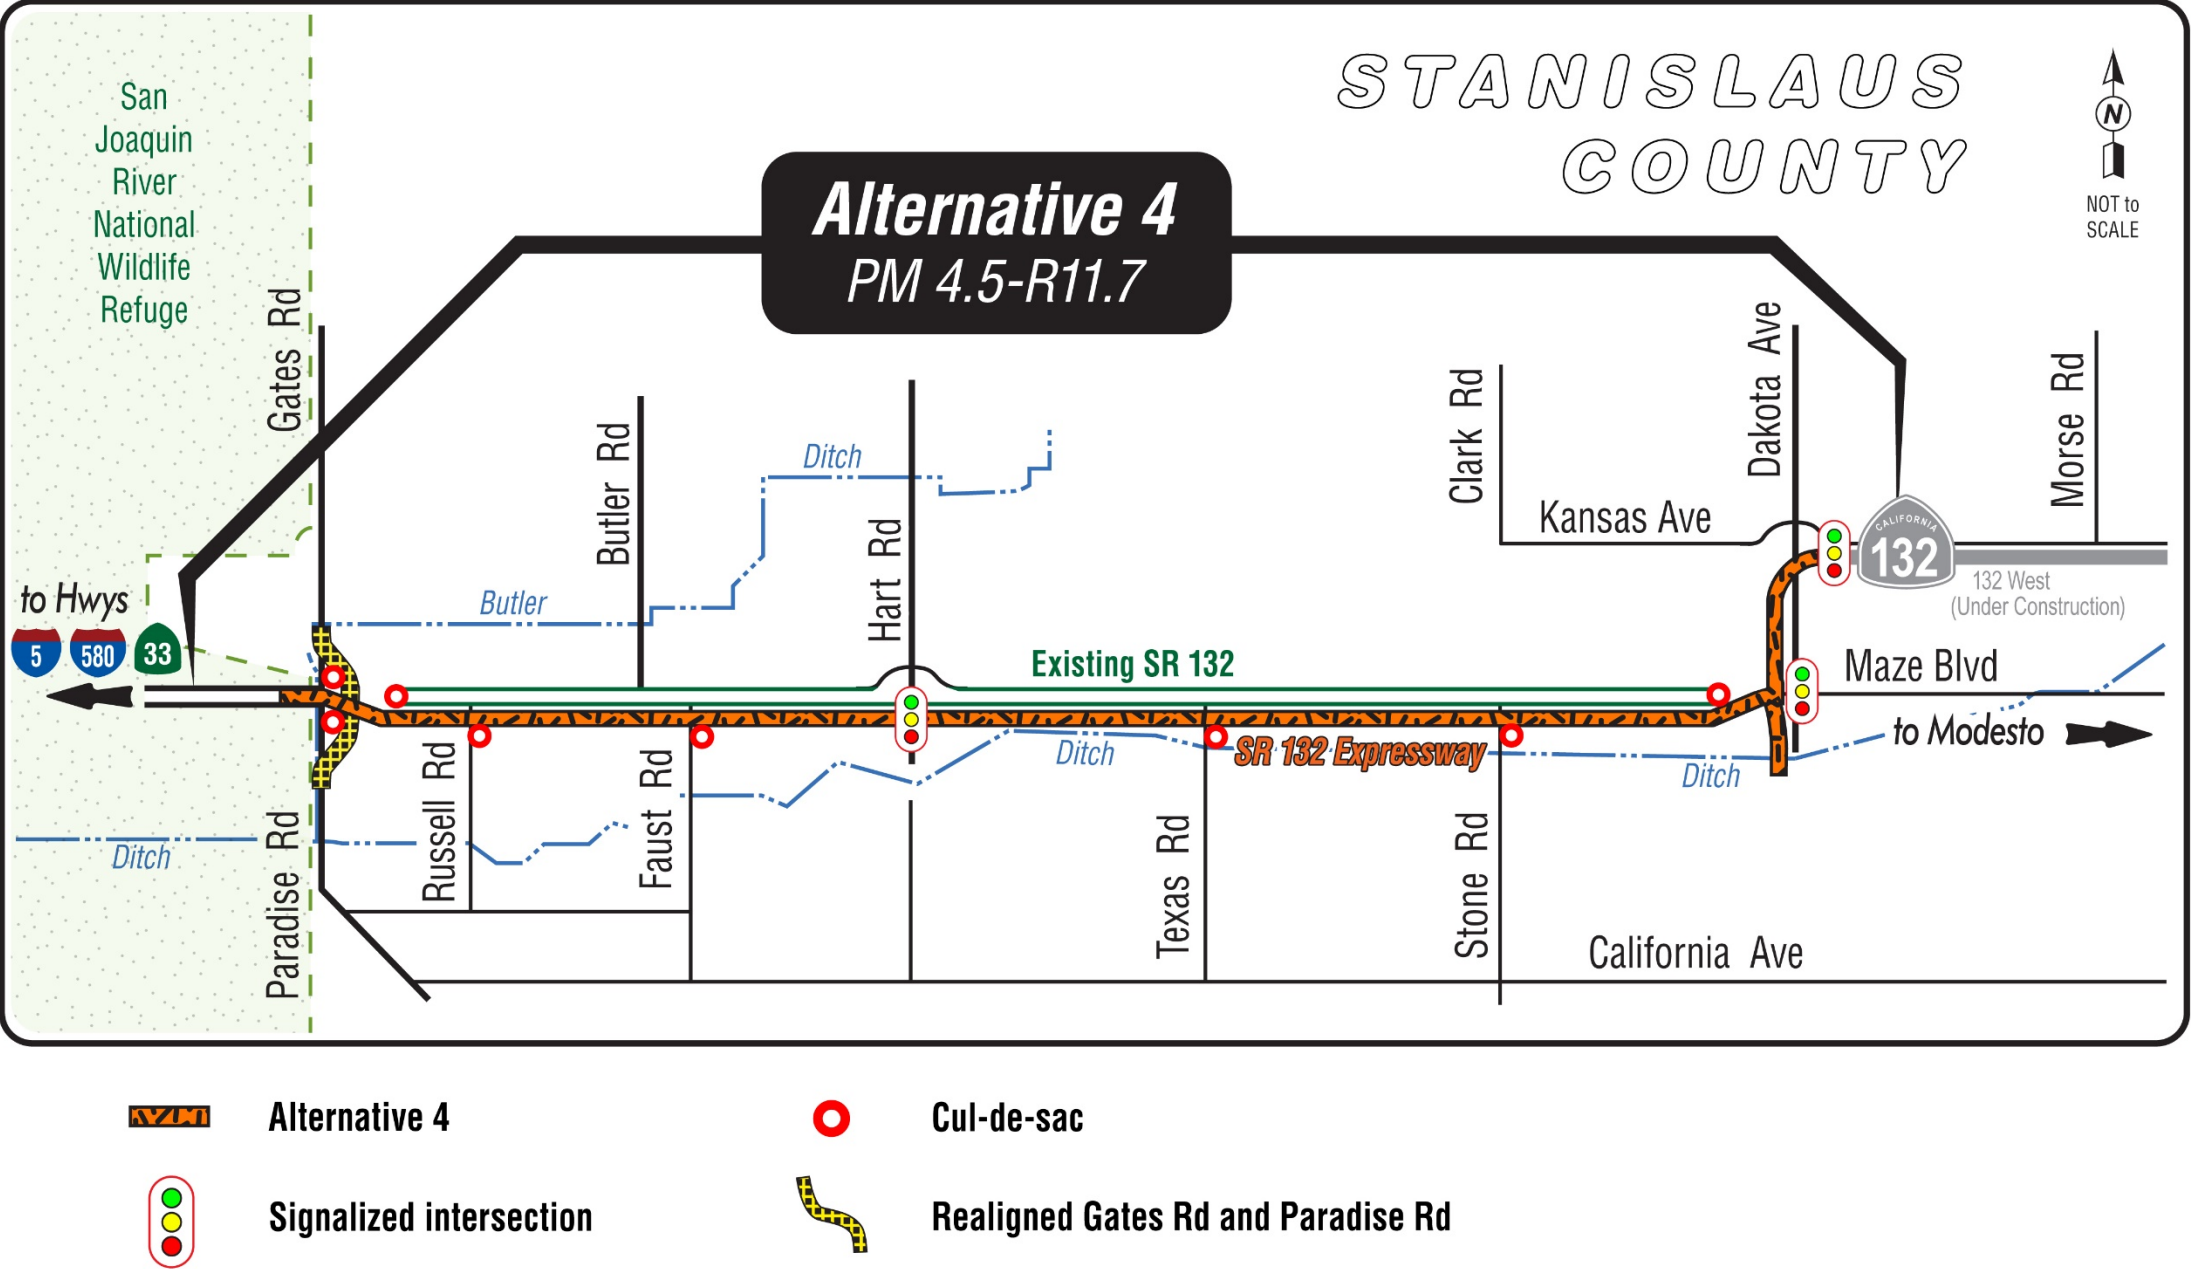 STANISLAUS
COUNTY
N
NOT to
SCALE
San
Joaquin
River
National
Wildlife
Refuge
Alternative 4
PM 4.5-R11.7
Gates Rd
Butler Rd
Hart Rd
Clark Rd
Dakota Ave
Morse Rd
Ditch
Kansas Ave
CALIFORNIA
132
132 West
(Under Construction)
to Hwys
5
580
33
Butler
Existing SR 132
Maze Blvd
to Modesto
SR 132 Expressway
Ditch
Ditch
Ditch
Paradise Rd
Russell Rd
Faust Rd
Texas Rd
Stone Rd
California Ave
Alternative 4
Cul-de-sac
Signalized intersection
Realigned Gates Rd and Paradise Rd